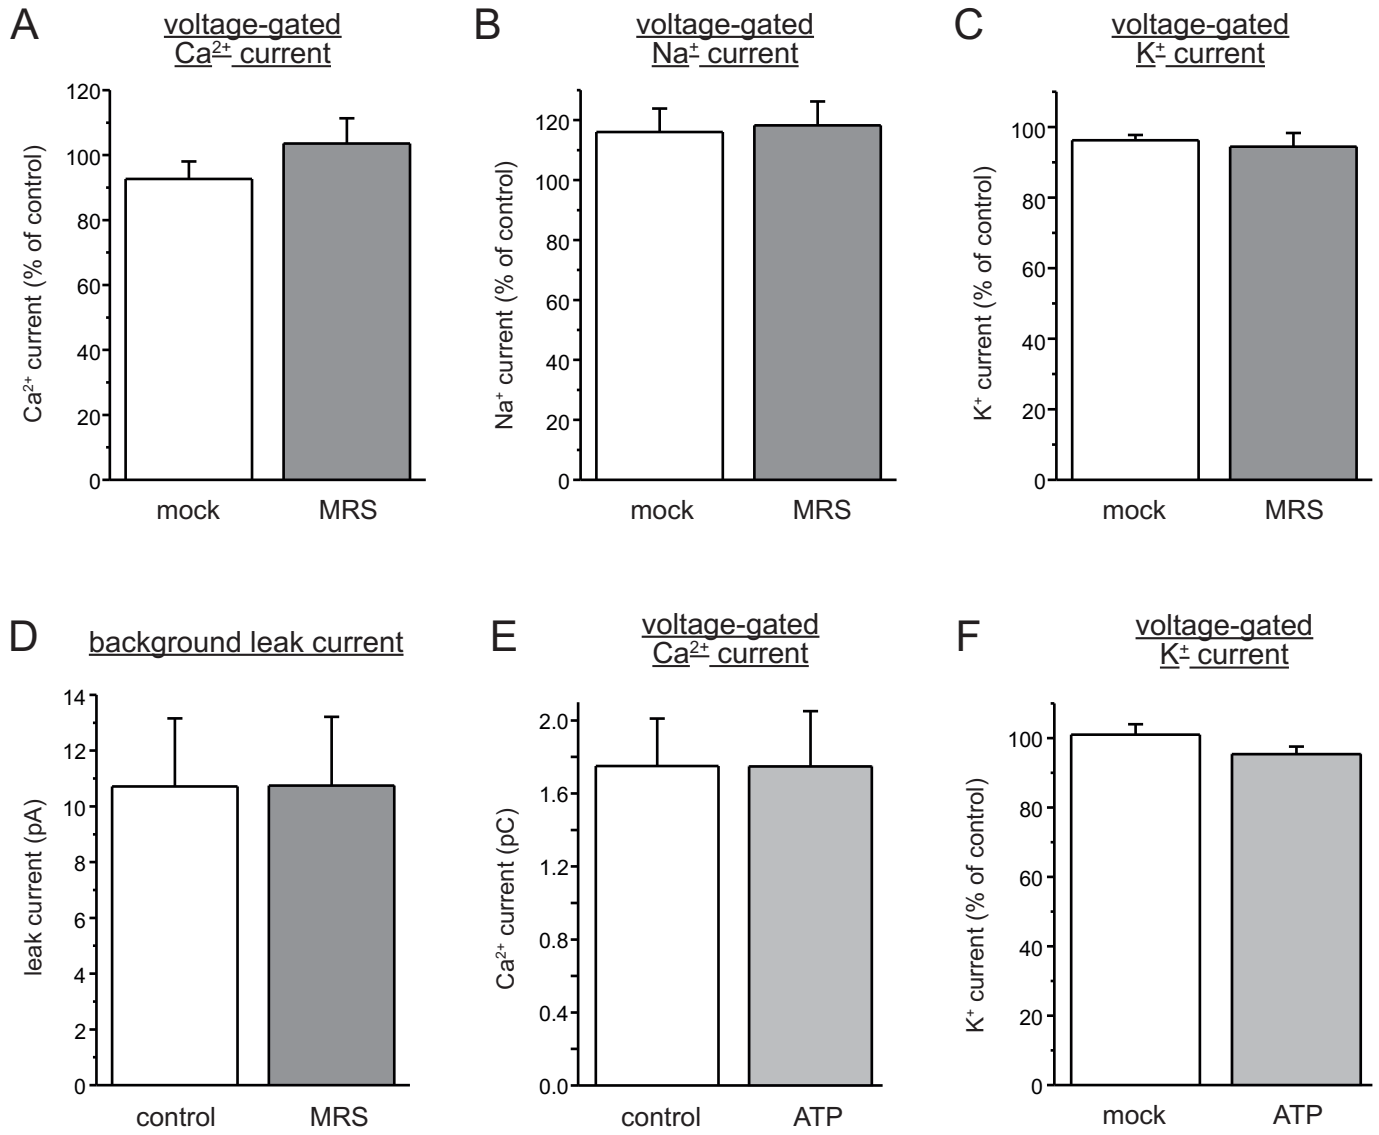 A
voltage-gated
Ca²⁺ current
Ca²⁺ current (% of control)
120
100
80
60
40
20
0
mock
MRS
B
voltage-gated
Na⁺ current
Na⁺ current (% of control)
120
100
80
60
40
20
0
mock
MRS
C
voltage-gated
K⁺ current
K⁺ current (% of control)
100
80
60
40
20
0
mock
MRS
D
background leak current
leak current (pA)
14
12
10
8
6
4
2
0
control
MRS
E
voltage-gated
Ca²⁺ current
Ca²⁺ current (pC)
2.0
1.6
1.2
0.8
0.4
0.0
control
ATP
F
voltage-gated
K⁺ current
K⁺ current (% of control)
100
80
60
40
20
0
mock
ATP